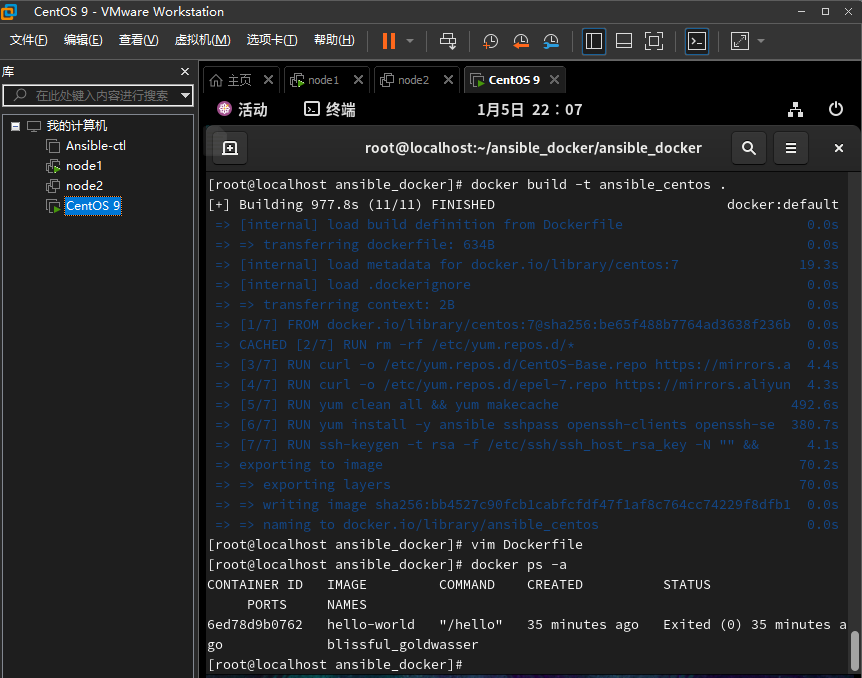 CentOS 9 - VMware Workstation
文件(F) 编辑(E) 查看(V) 虚拟机(M) 选项卡(T) 帮助(H)
库
在此处键入内容进行搜索
我的计算机
Ansible-ctl
node1
node2
CentOS 9
主页 node1 node2 CentOS 9
活动 终端 1月5日 22：07
root@localhost:~/ansible_docker/ansible_docker
[root@localhost ansible_docker]# docker build -t ansible_centos .
[+] Building 977.8s (11/11) FINISHED docker:default
=> [internal] load build definition from Dockerfile 0.0s
=> => transferring dockerfile: 634B 0.0s
=> [internal] load metadata for docker.io/library/centos:7 19.3s
=> [internal] load .dockerignore 0.0s
=> => transferring context: 2B 0.0s
=> [1/7] FROM docker.io/library/centos:7@sha256:be65f488b7764ad3638f236b 0.0s
=> CACHED [2/7] RUN rm -rf /etc/yum.repos.d/* 0.0s
=> [3/7] RUN curl -o /etc/yum.repos.d/CentOS-Base.repo https://mirrors.a 4.4s
=> [4/7] RUN curl -o /etc/yum.repos.d/epel-7.repo https://mirrors.aliyun 4.3s
=> [5/7] RUN yum clean all && yum makecache 492.6s
=> [6/7] RUN yum install -y ansible sshpass openssh-clients openssh-se 380.7s
=> [7/7] RUN ssh-keygen -t rsa -f /etc/ssh/ssh_host_rsa_key -N "" && 4.1s
=> exporting to image 70.2s
=> => exporting layers 70.0s
=> => writing image sha256:bb4527c90fcb1cabfcfdf47f1af8c764cc74229f8dfb1 0.0s
=> => naming to docker.io/library/ansible_centos 0.0s
[root@localhost ansible_docker]# vim Dockerfile
[root@localhost ansible_docker]# docker ps -a
CONTAINER ID IMAGE COMMAND CREATED STATUS
PORTS NAMES
6ed78d9b0762 hello-world "/hello" 35 minutes ago Exited (0) 35 minutes a
go blissful_goldwasser
[root@localhost ansible_docker]#